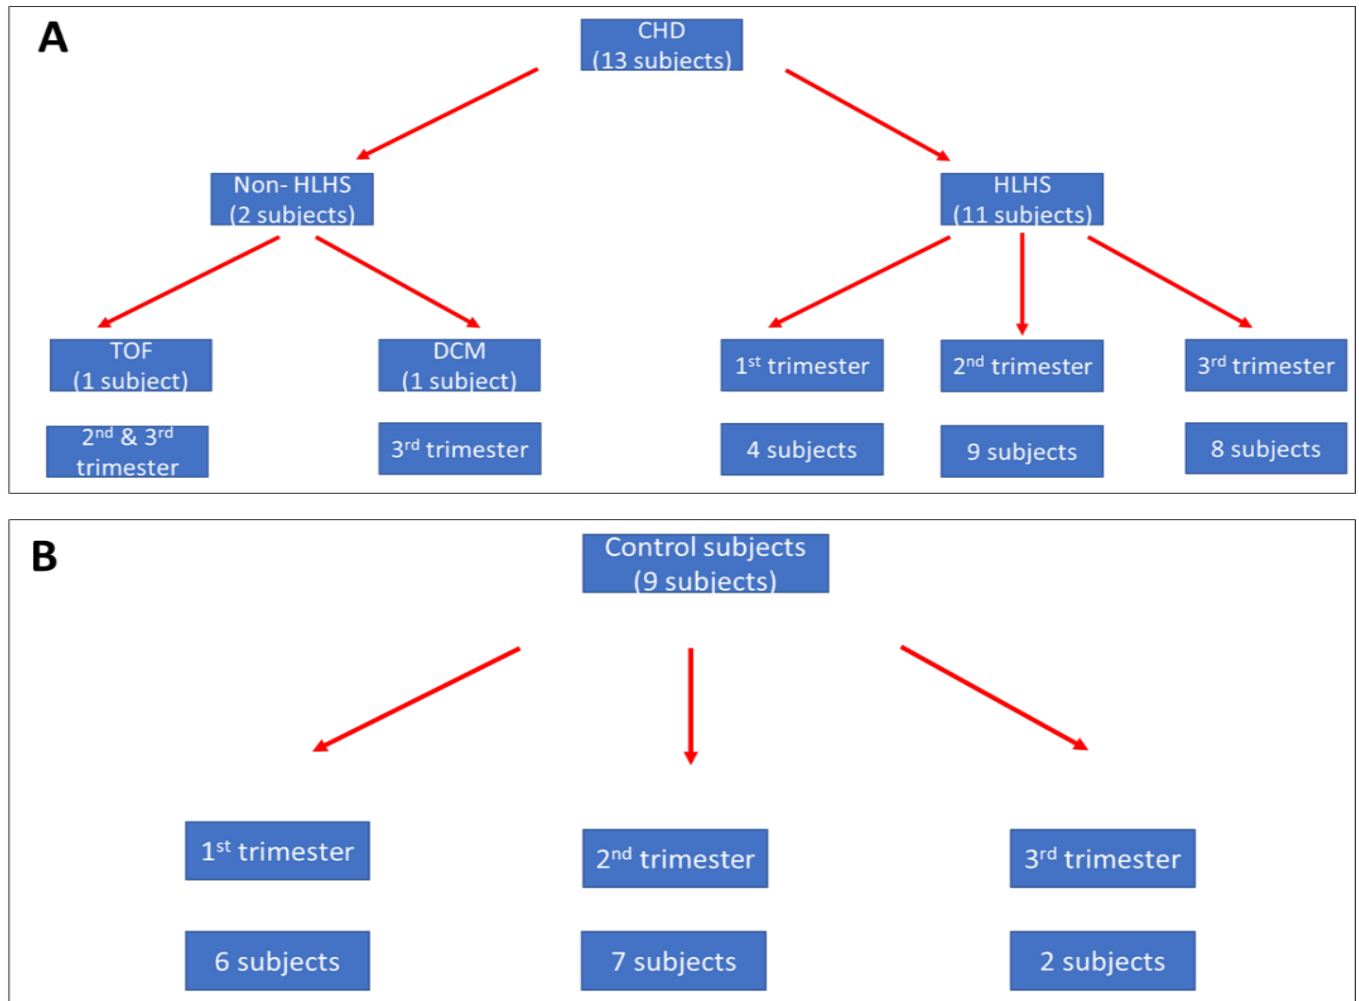 A
CHD
(13 subjects)
Non- HLHS
(2 subjects)
HLHS
(11 subjects)
TOF
(1 subject)
DCM
(1 subject)
1st trimester
2nd trimester
3rd trimester
2nd & 3rd
trimester
3rd trimester
4 subjects
9 subjects
8 subjects
B
Control subjects
(9 subjects)
1st trimester
2nd trimester
3rd trimester
6 subjects
7 subjects
2 subjects